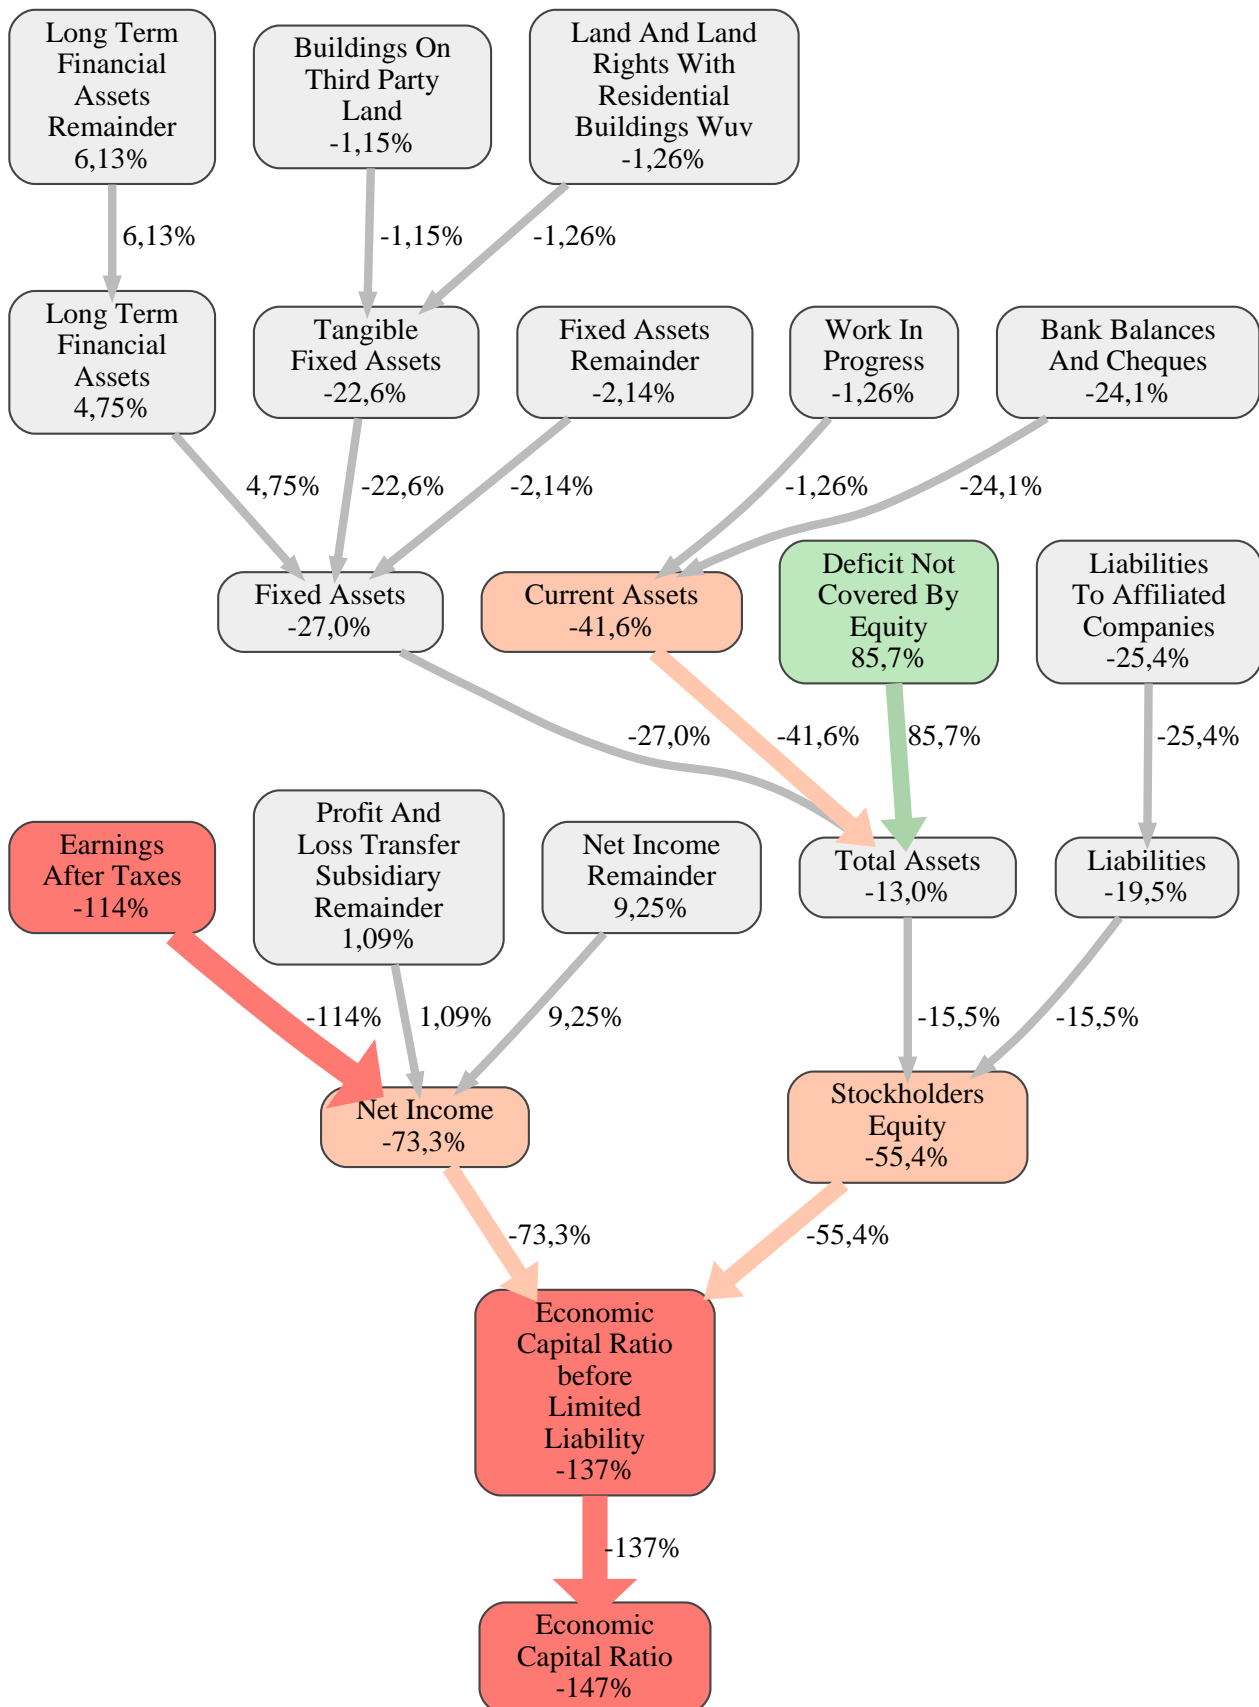 Long Term
Financial
Assets
Remainder
6,13%
Buildings On
Third Party
Land
-1,15%
Land And Land
Rights With
Residential
Buildings Wuv
-1,26%
6,13%
-1,15%
-1,26%
Long Term
Financial
Assets
4,75%
Tangible
Fixed Assets
-22,6%
Fixed Assets
Remainder
-2,14%
Work In
Progress
-1,26%
Bank Balances
And Cheques
-24,1%
4,75%
-22,6%
-2,14%
-1,26%
-24,1%
Fixed Assets
-27,0%
Current Assets
-41,6%
Deficit Not
Covered By
Equity
85,7%
Liabilities
To Affiliated
Companies
-25,4%
-27,0%
-41,6%
85,7%
-25,4%
Earnings
After Taxes
-114%
Profit And
Loss Transfer
Subsidiary
Remainder
1,09%
Net Income
Remainder
9,25%
Total Assets
-13,0%
Liabilities
-19,5%
-114%
1,09%
9,25%
-15,5%
-15,5%
Net Income
-73,3%
Stockholders
Equity
-55,4%
-73,3%
-55,4%
Economic
Capital Ratio
before
Limited
Liability
-137%
-137%
Economic
Capital Ratio
-147%